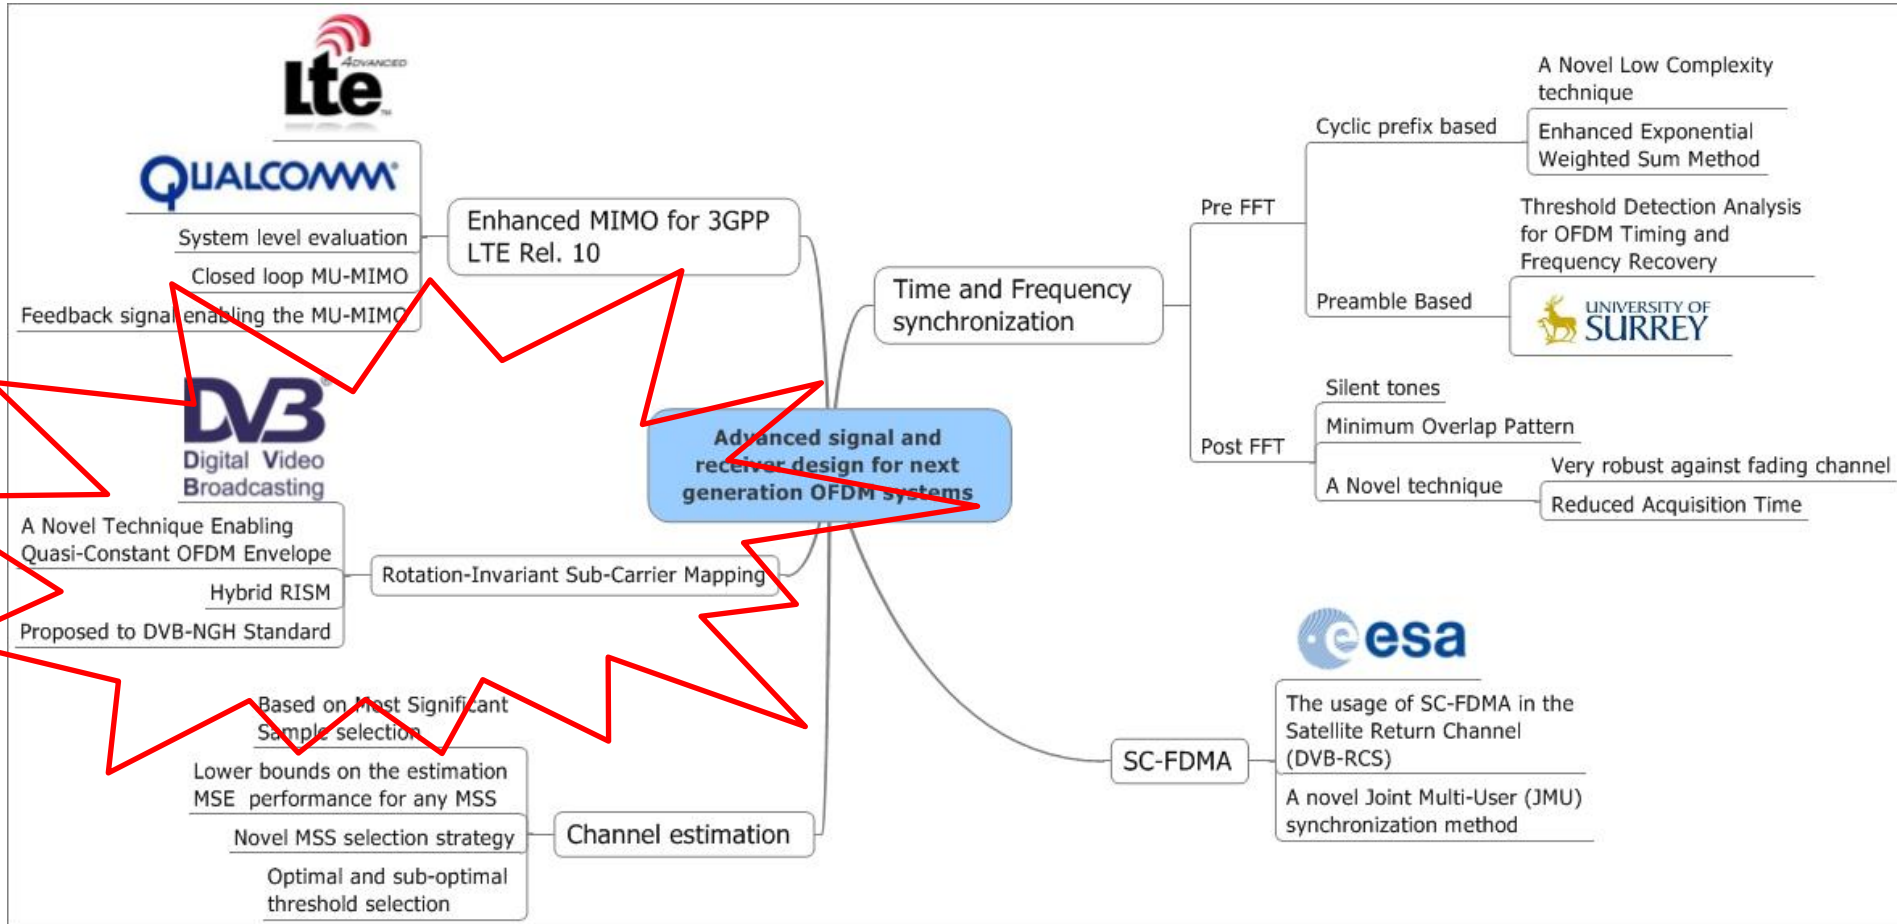 ADVANCED
Lte
TM
QUALCOMM®
System level evaluation
Closed loop MU-MIMO
Feedback signal enabling the MU-MIMO
Enhanced MIMO for 3GPP
LTE Rel. 10
DVB®
Digital Video
Broadcasting
A Novel Technique Enabling
Quasi-Constant OFDM Envelope
Hybrid RISM
Proposed to DVB-NGH Standard
Rotation-Invariant Sub-Carrier Mapping
Based on Most Significant
Sample selection
Lower bounds on the estimation
MSE performance for any MSS
Novel MSS selection strategy
Optimal and sub-optimal
threshold selection
Channel estimation
Advanced signal and
receiver design for next
generation OFDM systems
Time and Frequency
synchronization
Pre FFT
Cyclic prefix based
A Novel Low Complexity
technique
Enhanced Exponential
Weighted Sum Method
Preamble Based
Threshold Detection Analysis
for OFDM Timing and
Frequency Recovery
UNIVERSITY OF
SURREY
Post FFT
Silent tones
Minimum Overlap Pattern
A Novel technique
Very robust against fading channel
Reduced Acquisition Time
SC-FDMA
esa
The usage of SC-FDMA in the
Satellite Return Channel
(DVB-RCS)
A novel Joint Multi-User (JMU)
synchronization method